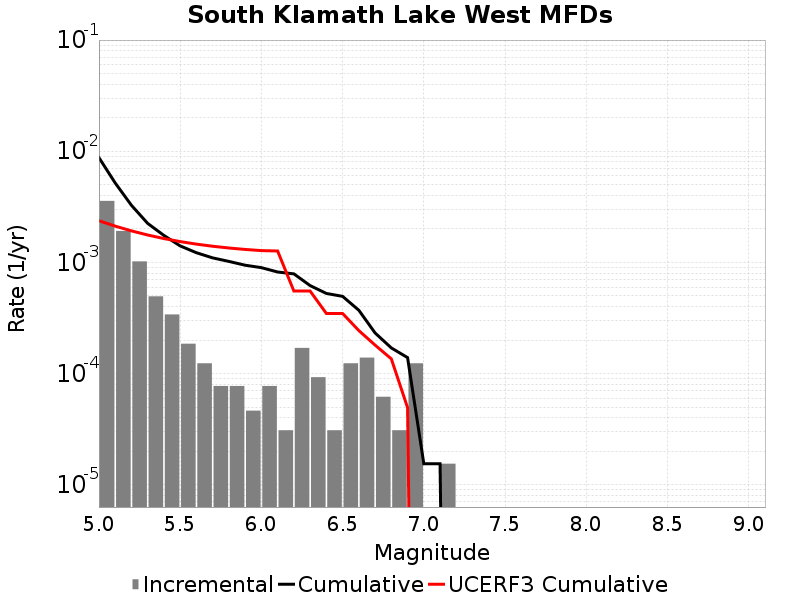 South Klamath Lake West MFDs
10-1
10-2
10-3
10-4
10-5
Rate (1/yr)
5.0 5.5 6.0 6.5 7.0 7.5 8.0 8.5 9.0
Magnitude
Incremental Cumulative UCERF3 Cumulative